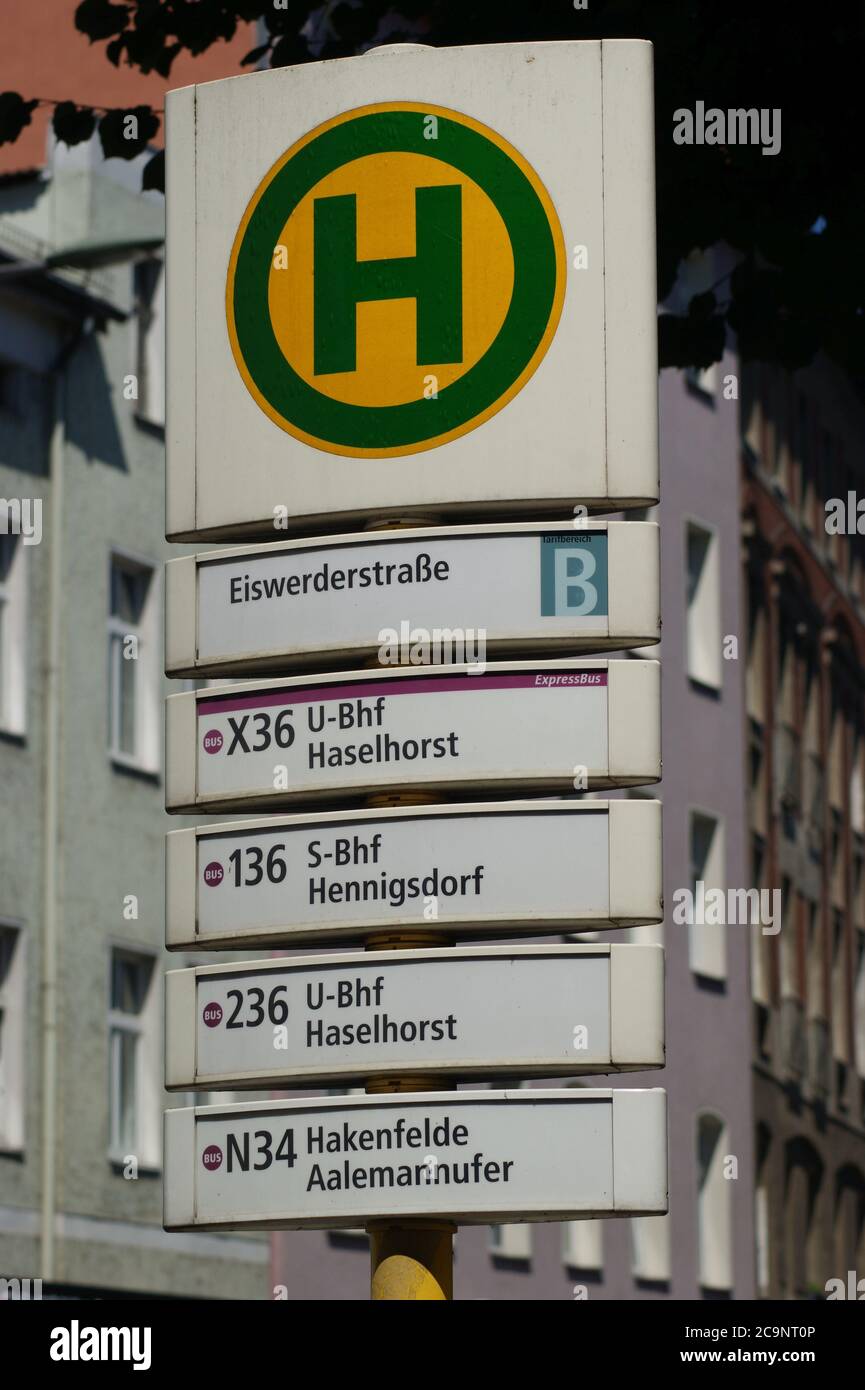 H
Eiswerderstraße
Tarifbereich
B
ExpressBus
BUS X36 U-Bhf
Haselhorst
BUS 136 S-Bhf
Hennigsdorf
BUS 236 U-Bhf
Haselhorst
BUS N34 Hakenfelde
Aalemannufer
alamy
alamy
Image ID: 2C9NT0P
www.alamy.com